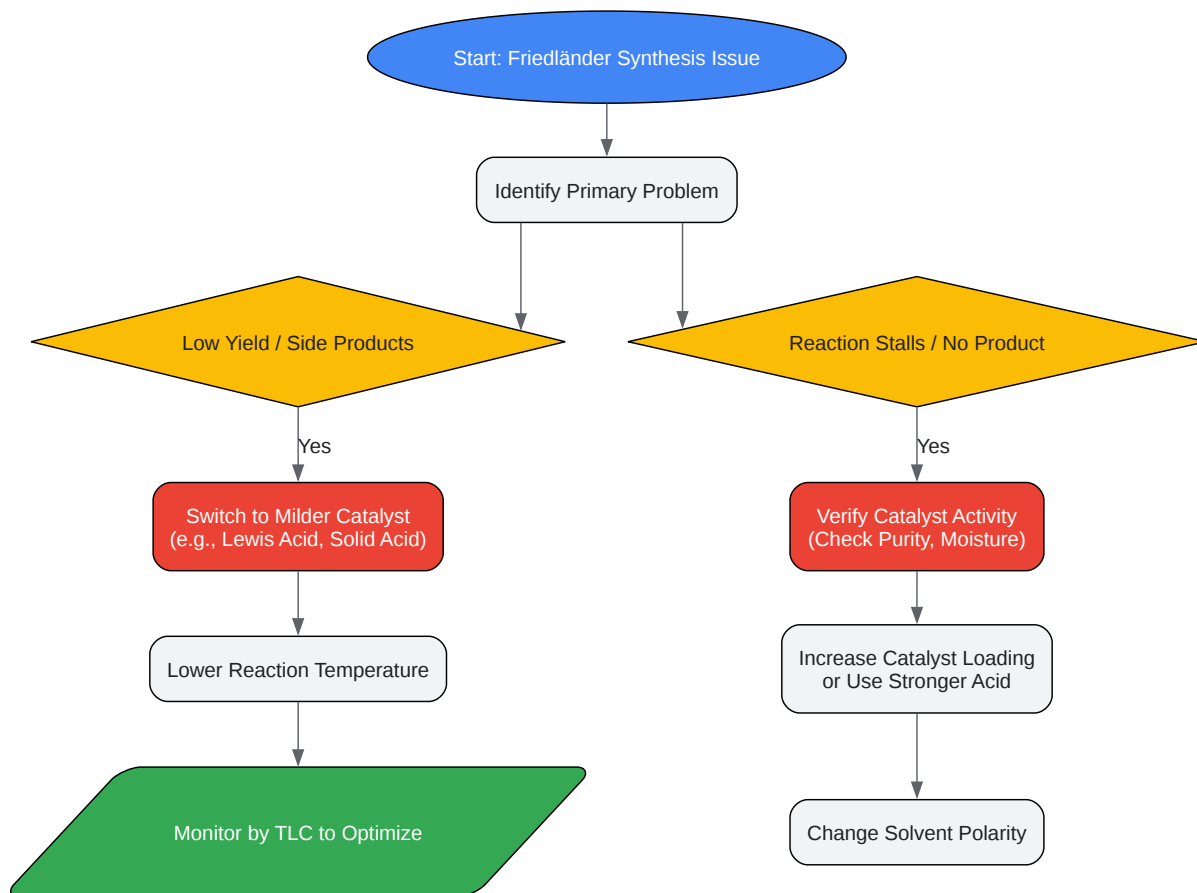 Start: Friedländer Synthesis Issue
Identify Primary Problem
Low Yield / Side Products
Reaction Stalls / No Product
Yes
Yes
Switch to Milder Catalyst
(e.g., Lewis Acid, Solid Acid)
Verify Catalyst Activity
(Check Purity, Moisture)
Lower Reaction Temperature
Increase Catalyst Loading
or Use Stronger Acid
Monitor by TLC to Optimize
Change Solvent Polarity